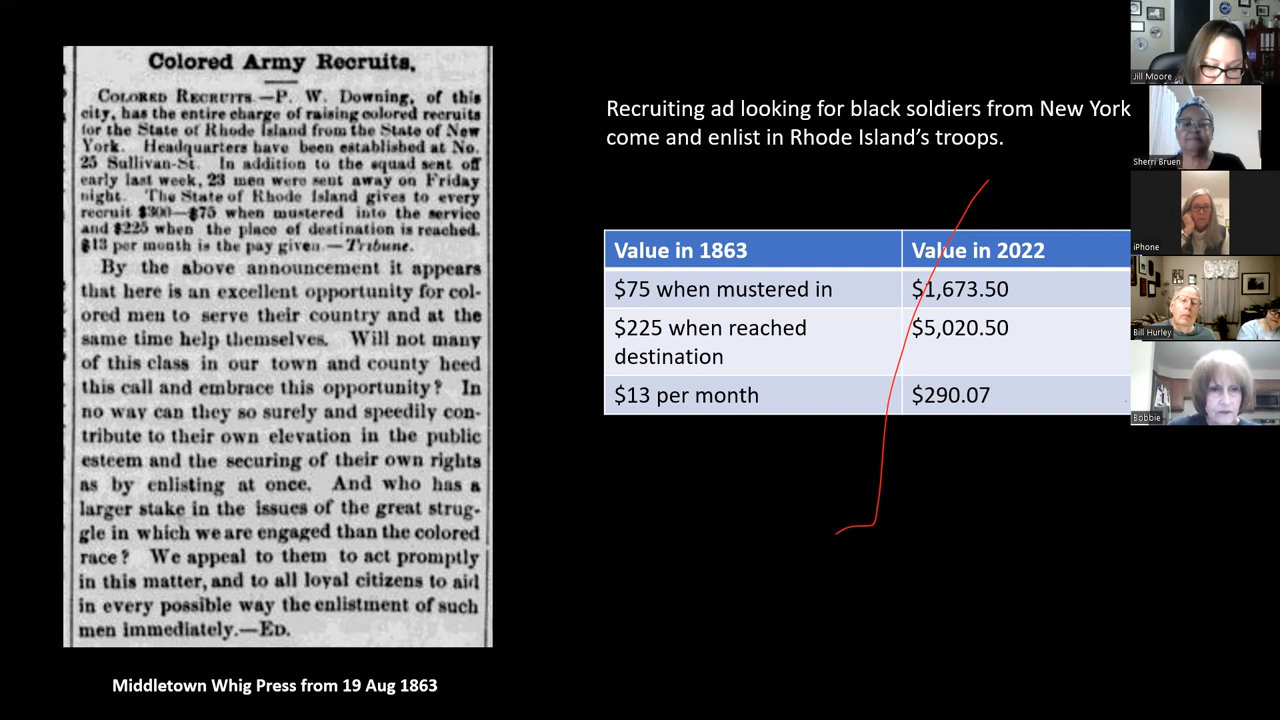 Colored Army Recruits.
COLORED RECRUITS.—P. W. Downing, of this
city, has the entire charge of raising colored recruits
for the State of Rhode Island from the State of New
York. Headquarters have been established at No.
25 Sullivan-St. In addition to the squad sent off
early last week, 23 men were sent away on Friday
night. The State of Rhode Island gives to every
recruit $300—$75 when mustered into the service
and $225 when the place of destination is reached.
$13 per month is the pay given.—Tribune.
By the above announcement it appears
that here is an excellent opportunity for col-
ored men to serve their country and at the
same time help themselves. Will not many
of this class in our town and county heed
this call and embrace this opportunity? In
no way can they so surely and speedily con-
tribute to their own elevation in the public
esteem and the securing of their own rights
as by enlisting at once. And who has a
larger stake in the issues of the great strug-
gle in which we are engaged than the colored
race? We appeal to them to act promptly
in this matter, and to all loyal citizens to aid
in every possible way the enlistment of such
men immediately.—ED.
Middletown Whig Press from 19 Aug 1863
Recruiting ad looking for black soldiers from New York
come and enlist in Rhode Island’s troops.
Value in 1863 Value in 2022
$75 when mustered in $1,673.50
$225 when reached $5,020.50
destination
$13 per month $290.07
Jill Moore
Sherri Bruen
iPhone
Bill Hurley
Bobbie